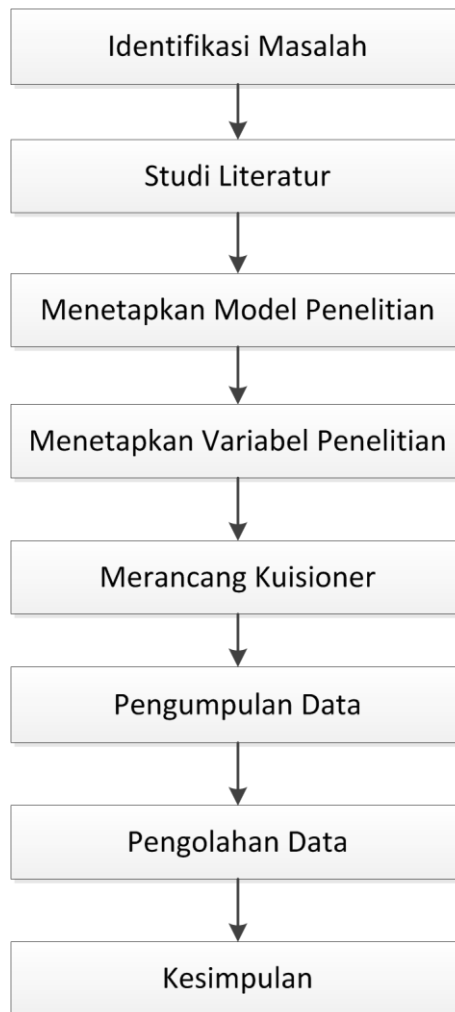 Identifikasi Masalah
Studi Literatur
Menetapkan Model Penelitian
Menetapkan Variabel Penelitian
Merancang Kuisioner
Pengumpulan Data
Pengolahan Data
Kesimpulan